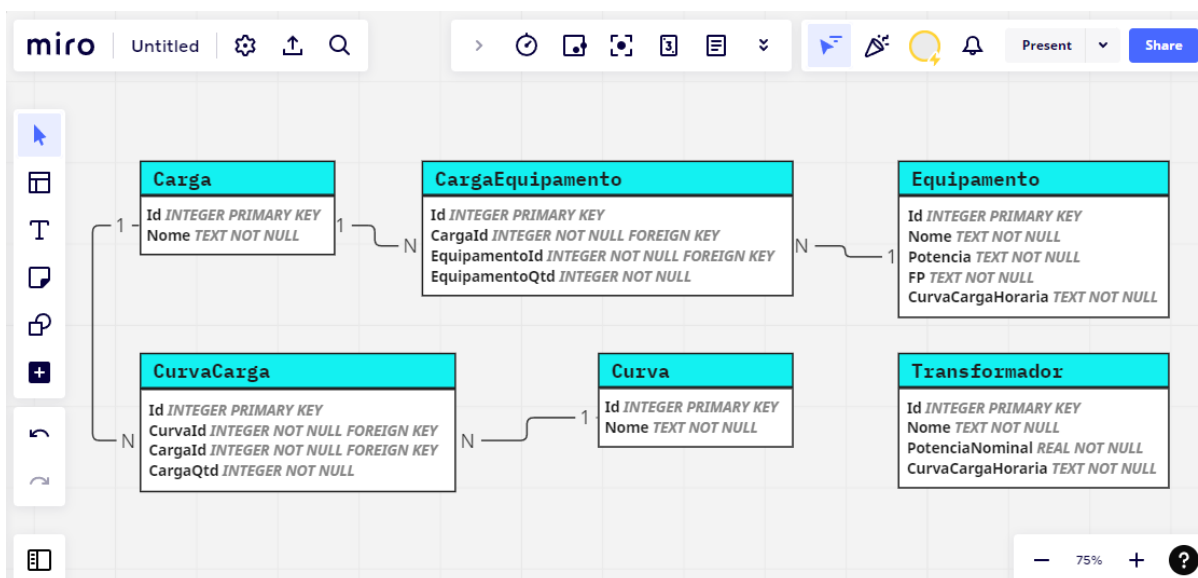 miro
Untitled
3
Present
Share
Carga
Id INTEGER PRIMARY KEY
Nome TEXT NOT NULL
1
1
N
CargaEquipamento
Id INTEGER PRIMARY KEY
CargaId INTEGER NOT NULL FOREIGN KEY
EquipamentoId INTEGER NOT NULL FOREIGN KEY
EquipamentoQtd INTEGER NOT NULL
N
1
Equipamento
Id INTEGER PRIMARY KEY
Nome TEXT NOT NULL
Potencia TEXT NOT NULL
FP TEXT NOT NULL
CurvaCargaHoraria TEXT NOT NULL
T
CurvaCarga
Id INTEGER PRIMARY KEY
CurvaId INTEGER NOT NULL FOREIGN KEY
CargaId INTEGER NOT NULL FOREIGN KEY
CargaQtd INTEGER NOT NULL
N
N
1
Curva
Id INTEGER PRIMARY KEY
Nome TEXT NOT NULL
Transformador
Id INTEGER PRIMARY KEY
Nome TEXT NOT NULL
PotenciaNominal REAL NOT NULL
CurvaCargaHoraria TEXT NOT NULL
75%
?